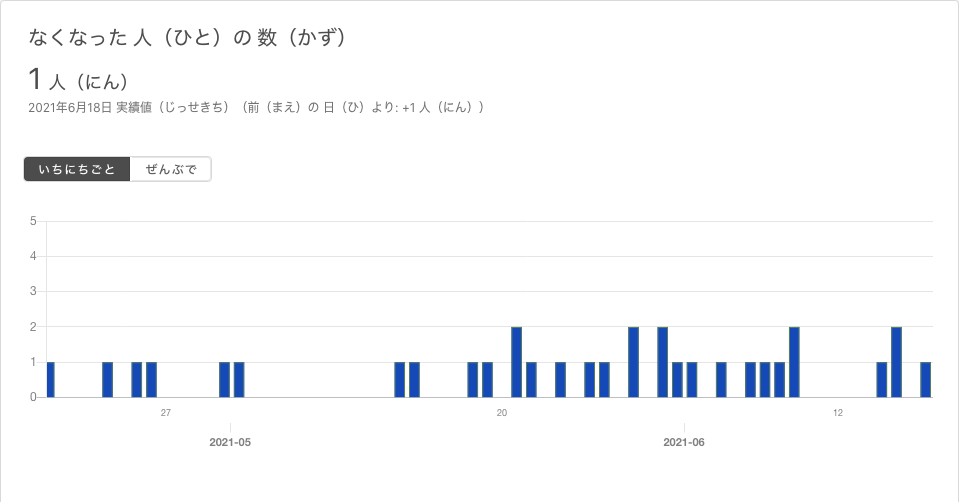 なくなった 人（ひと）の 数（かず）
1 人（にん）
2021年6月18日 実績値（じっせきち）（前（まえ）の 日（ひ）より: +1 人（にん））
いちにちごと ぜんぶで
5
4
3
2
1
0
27 20 12
2021-05 2021-06